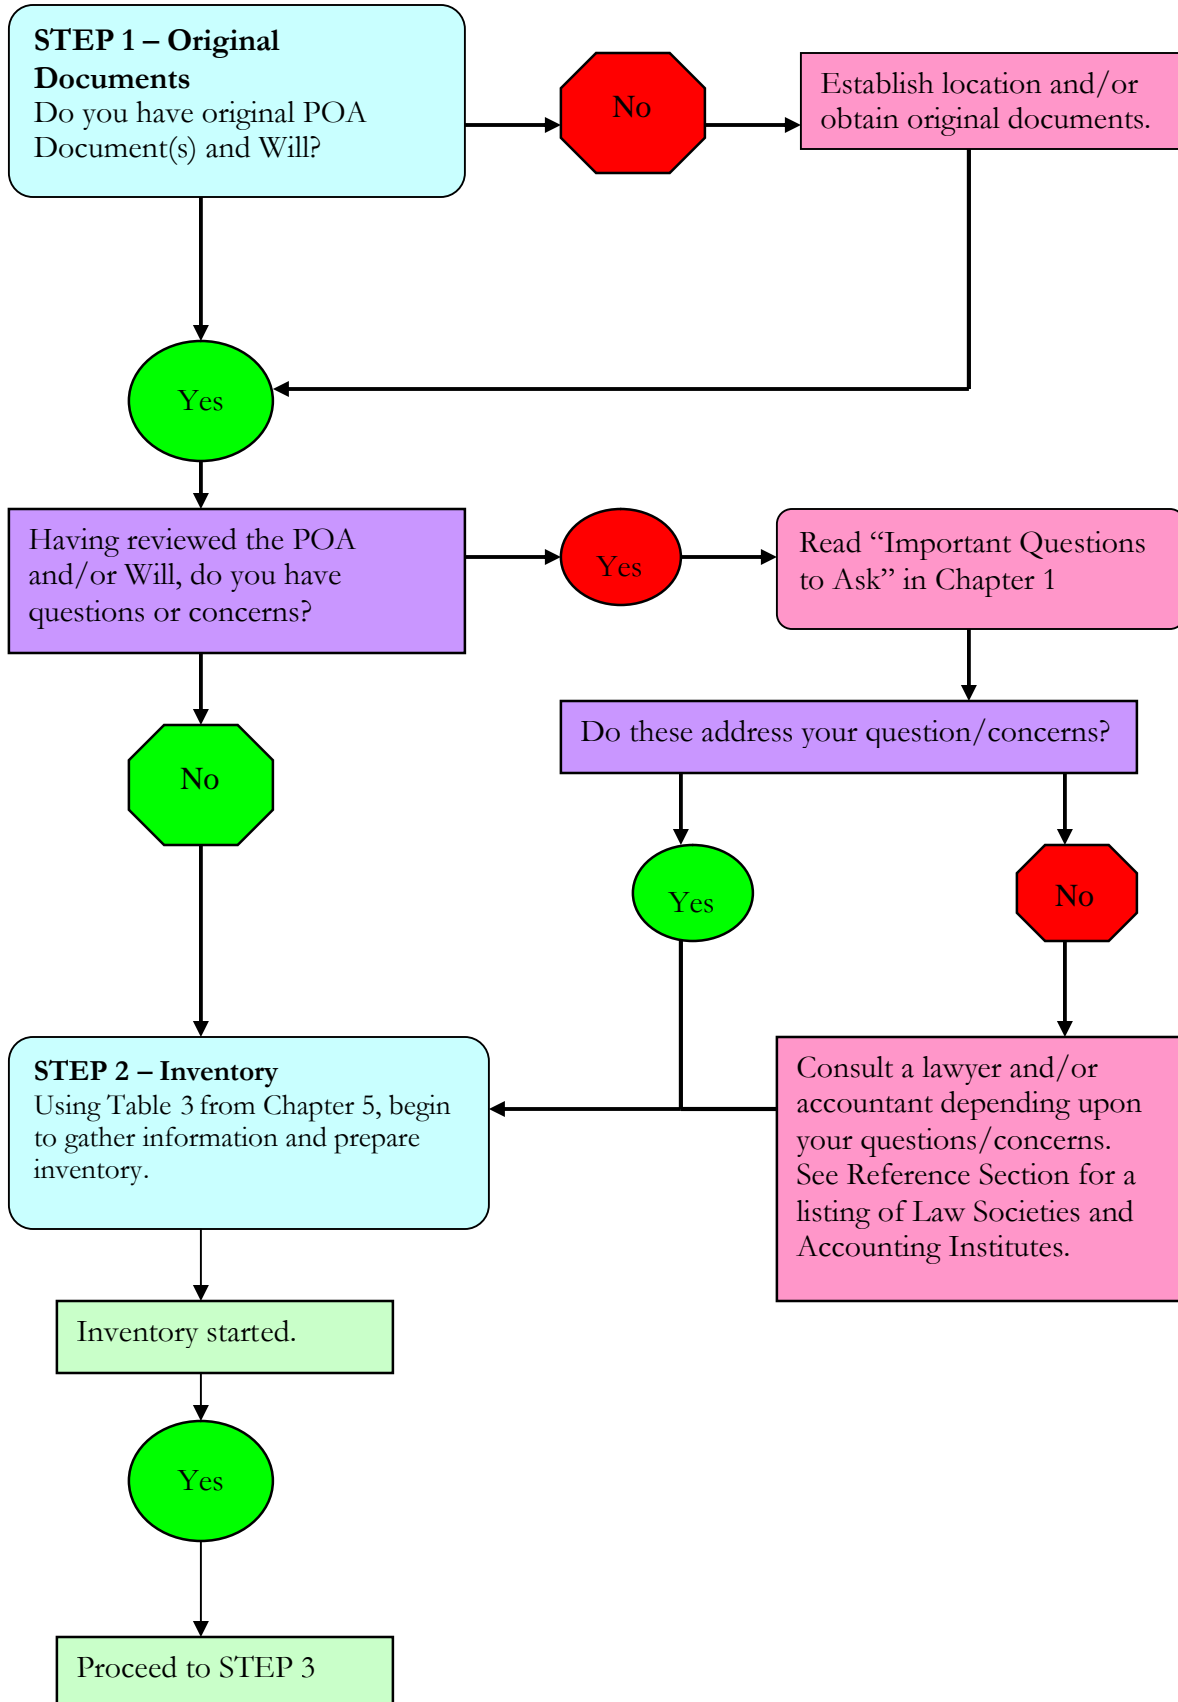 STEP 1 – Original
Documents
Do you have original POA
Document(s) and Will?
No
Establish location and/or
obtain original documents.
Yes
Having reviewed the POA
and/or Will, do you have
questions or concerns?
Yes
Read “Important Questions
to Ask” in Chapter 1
No
Do these address your question/concerns?
Yes
No
STEP 2 – Inventory
Using Table 3 from Chapter 5, begin
to gather information and prepare
inventory.
Consult a lawyer and/or
accountant depending upon
your questions/concerns.
See Reference Section for a
listing of Law Societies and
Accounting Institutes.
Inventory started.
Yes
Proceed to STEP 3